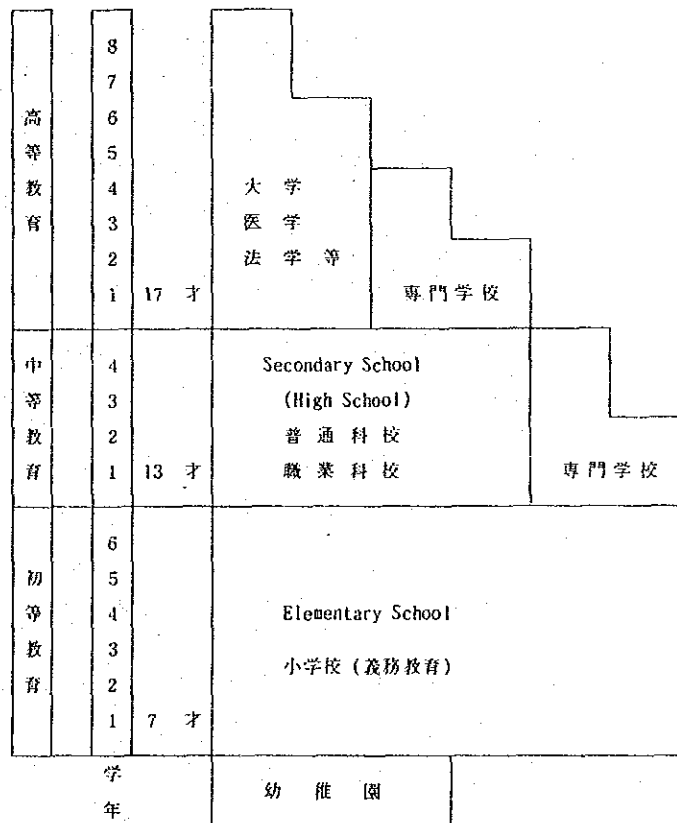 高等教育
8
7
6
5
4
3
2
1 17 才
大学
医学
法学等
専門学校
中等教育
4
3
2
1 13 才
Secondary School
(High School)
普通科校
職業科校
専門学校
初等教育
6
5
4
3
2
1 7 才
Elementary School
小学校 (義務教育)
学年
幼稚園